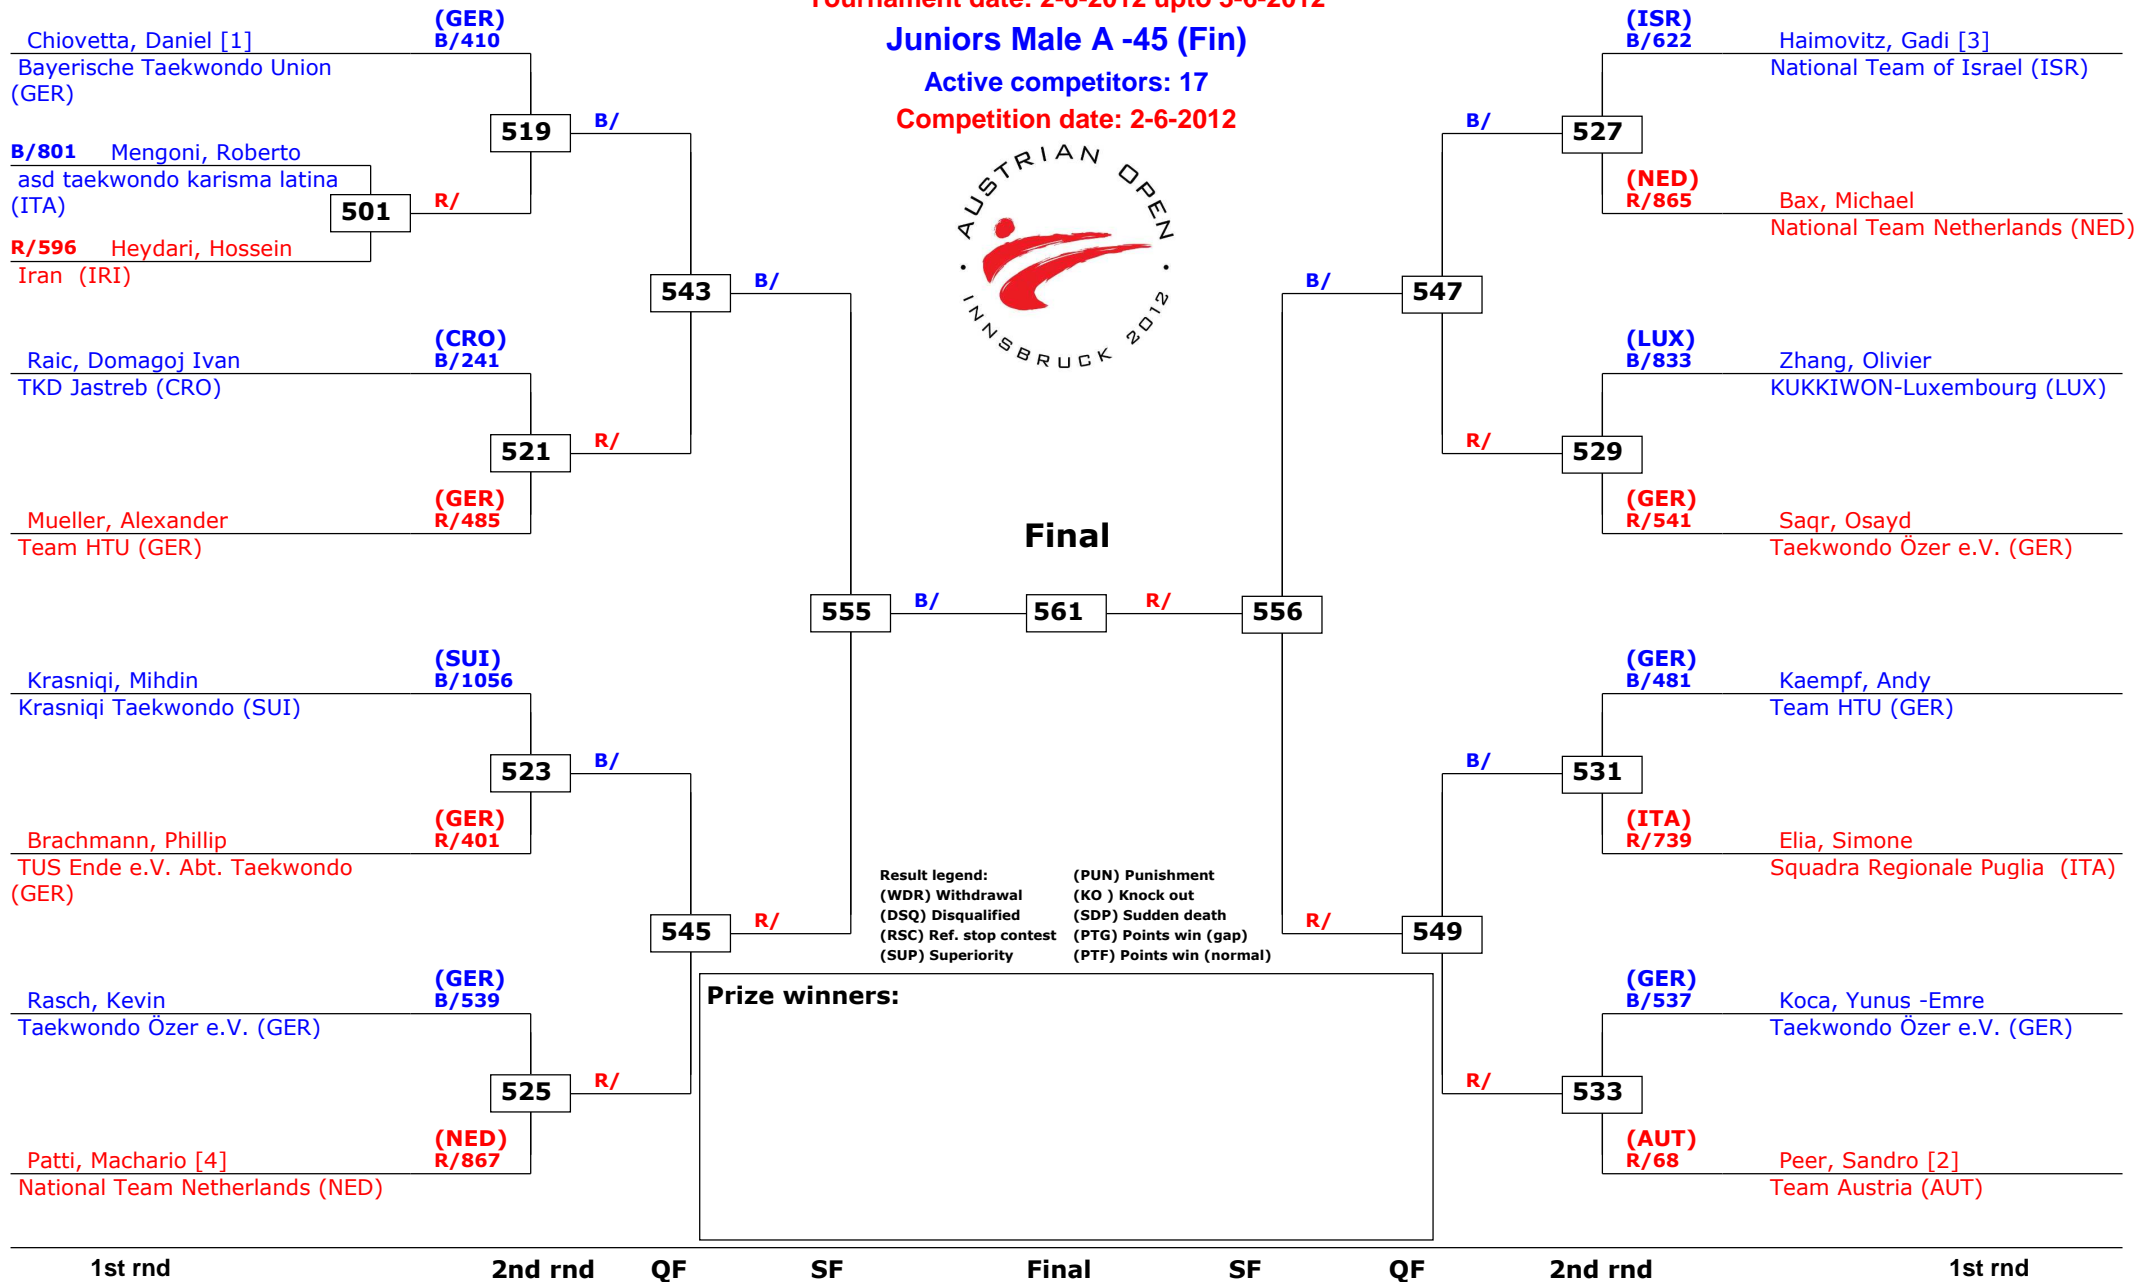 Tournament date: 2-6-2012 upto 3-6-2012
Juniors Male A -45 (Fin)
Active competitors: 17
Competition date: 2-6-2012
AUSTRIAN OPEN
INNSBRUCK 2012
(GER)
Chiovetta, Daniel [1] B/410
Bayerische Taekwondo Union
(GER)
519 B/
B/801 Mengoni, Roberto
asd taekwondo karisma latina
(ITA)
501 R/
R/596 Heydari, Hossein
Iran (IRI)
543 B/
(CRO)
Raic, Domagoj Ivan B/241
TKD Jastreb (CRO)
521 R/
(GER)
Mueller, Alexander R/485
Team HTU (GER)
555 B/
(SUI)
Krasniqi, Mihdin B/1056
Krasniqi Taekwondo (SUI)
523 B/
(GER)
Brachmann, Phillip R/401
TUS Ende e.V. Abt. Taekwondo
(GER)
545 R/
(GER)
Rasch, Kevin B/539
Taekwondo Özer e.V. (GER)
525 R/
(NED)
Patti, Machario [4] R/867
National Team Netherlands (NED)
Final
561
(ISR)
B/622 Haimovitz, Gadi [3]
National Team of Israel (ISR)
B/ 527
(NED)
R/865 Bax, Michael
National Team Netherlands (NED)
B/ 547
(LUX)
B/833 Zhang, Olivier
KUKKIWON-Luxembourg (LUX)
R/ 529
(GER)
R/541 Saqr, Osayd
Taekwondo Özer e.V. (GER)
R/ 556
(GER)
B/481 Kaempf, Andy
Team HTU (GER)
B/ 531
(ITA)
R/739 Elia, Simone
Squadra Regionale Puglia (ITA)
R/ 549
(GER)
B/537 Koca, Yunus -Emre
Taekwondo Özer e.V. (GER)
R/ 533
(AUT)
R/68 Peer, Sandro [2]
Team Austria (AUT)
Result legend: (PUN) Punishment
(WDR) Withdrawal (KO ) Knock out
(DSQ) Disqualified (SDP) Sudden death
(RSC) Ref. stop contest (PTG) Points win (gap)
(SUP) Superiority (PTF) Points win (normal)
Prize winners:
1st rnd 2nd rnd QF SF Final SF QF 2nd rnd 1st rnd